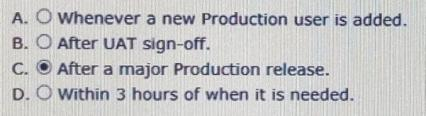 A. Whenever a new Production user is added.
B. After UAT sign-off.
C. After a major Production release.
D. Within 3 hours of when it is needed.